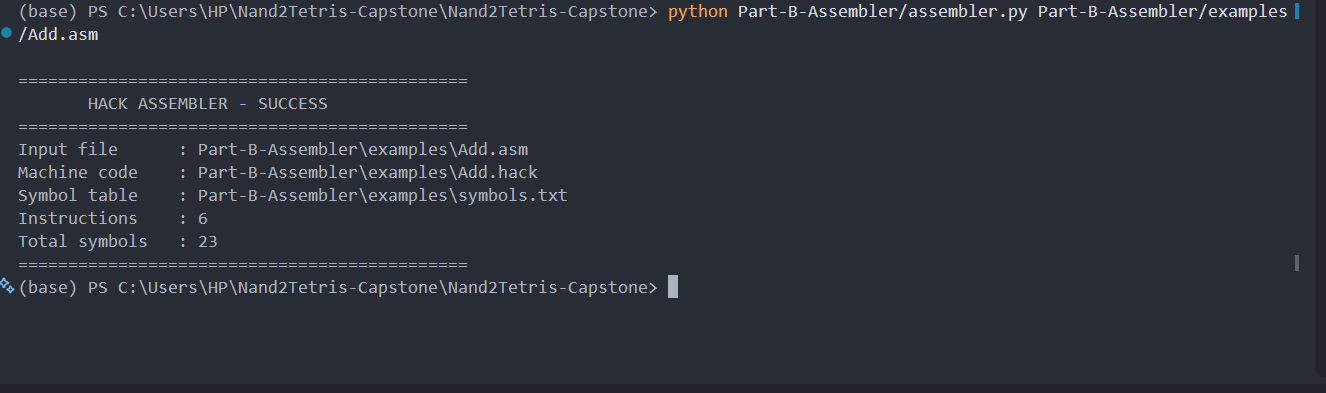 (base) PS C:\Users\HP\Nand2Tetris-Capstone\Nand2Tetris-Capstone> python Part-B-Assembler/assembler.py Part-B-Assembler/examples
/Add.asm
=============================================
HACK ASSEMBLER - SUCCESS
=============================================
Input file      : Part-B-Assembler\examples\Add.asm
Machine code    : Part-B-Assembler\examples\Add.hack
Symbol table    : Part-B-Assembler\examples\symbols.txt
Instructions    : 6
Total symbols   : 23
=============================================
(base) PS C:\Users\HP\Nand2Tetris-Capstone\Nand2Tetris-Capstone>